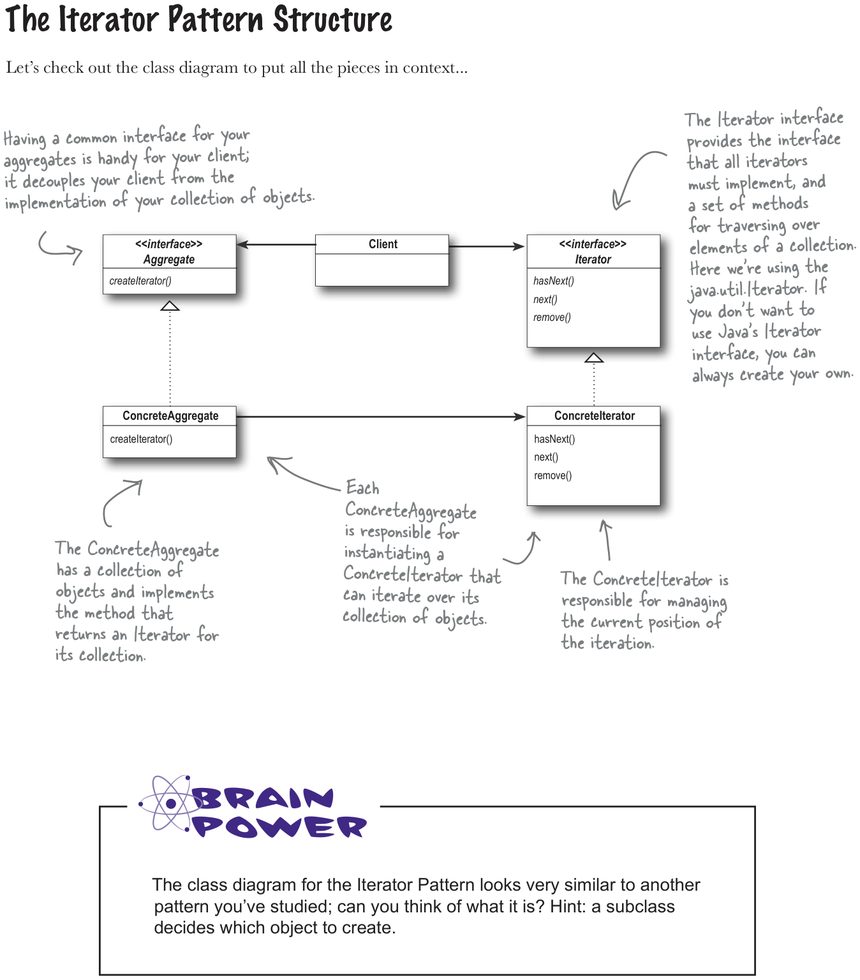 The Iterator Pattern Structure
Let's check out the class diagram to put all the pieces in context...
Having a common interface for your
aggregates is handy for your client;
it decouples your client from the
implementation of your collection of objects.
The Iterator interface
provides the interface
that all iterators
must implement, and
a set of methods
for traversing over
elements of a collection.
Here we're using the
java.util.Iterator. If
you don't want to
use Java's Iterator
interface, you can
always create your own.
<<interface>>
Aggregate
createIterator()
Client
<<interface>>
Iterator
hasNext()
next()
remove()
ConcreteAggregate
createIterator()
ConcreteIterator
hasNext()
next()
remove()
The ConcreteAggregate
has a collection of
objects and implements
the method that
returns an Iterator for
its collection.
Each
ConcreteAggregate
is responsible for
instantiating a
ConcreteIterator that
can iterate over its
collection of objects.
The ConcreteIterator is
responsible for managing
the current position of
the iteration.
BRAIN
POWER
The class diagram for the Iterator Pattern looks very similar to another
pattern you've studied; can you think of what it is? Hint: a subclass
decides which object to create.